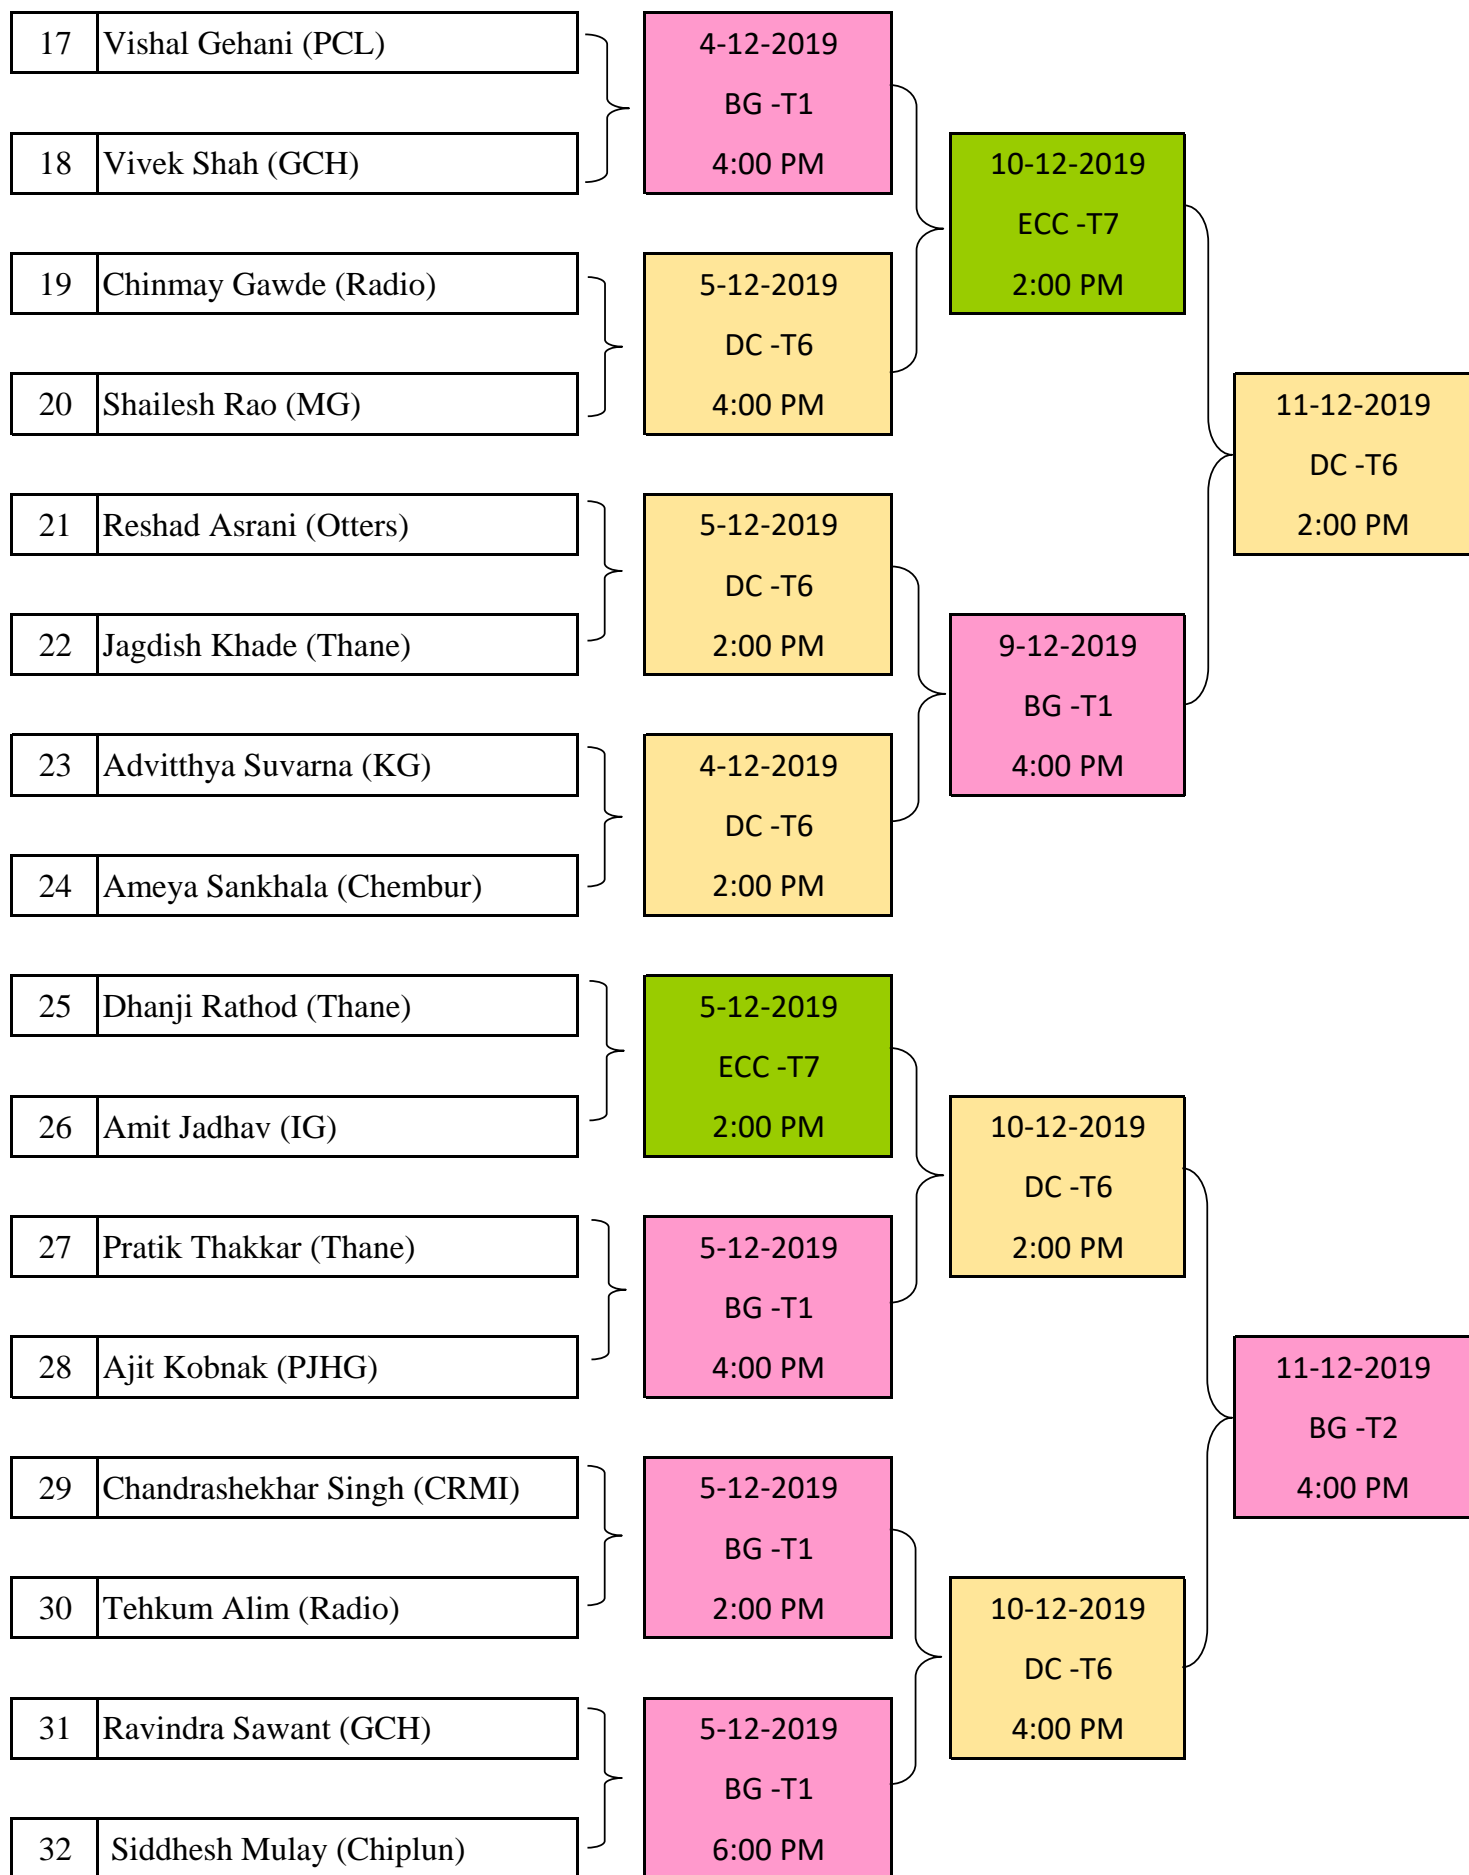 17 Vishal Gehani (PCL)
4-12-2019
BG -T1
18 Vivek Shah (GCH)
4:00 PM
10-12-2019
ECC -T7
2:00 PM
19 Chinmay Gawde (Radio)
5-12-2019
DC -T6
20 Shailesh Rao (MG)
4:00 PM
11-12-2019
DC -T6
2:00 PM
21 Reshad Asrani (Otters)
5-12-2019
DC -T6
22 Jagdish Khade (Thane)
2:00 PM
9-12-2019
BG -T1
4:00 PM
23 Advitthya Suvarna (KG)
4-12-2019
DC -T6
24 Ameya Sankhala (Chembur)
2:00 PM
25 Dhanji Rathod (Thane)
5-12-2019
ECC -T7
26 Amit Jadhav (IG)
2:00 PM
10-12-2019
DC -T6
2:00 PM
27 Pratik Thakkar (Thane)
5-12-2019
BG -T1
28 Ajit Kobnak (PJHG)
4:00 PM
11-12-2019
BG -T2
4:00 PM
29 Chandrashekhar Singh (CRMI)
5-12-2019
BG -T1
30 Tehkum Alim (Radio)
2:00 PM
10-12-2019
DC -T6
4:00 PM
31 Ravindra Sawant (GCH)
5-12-2019
BG -T1
32 Siddhesh Mulay (Chiplun)
6:00 PM